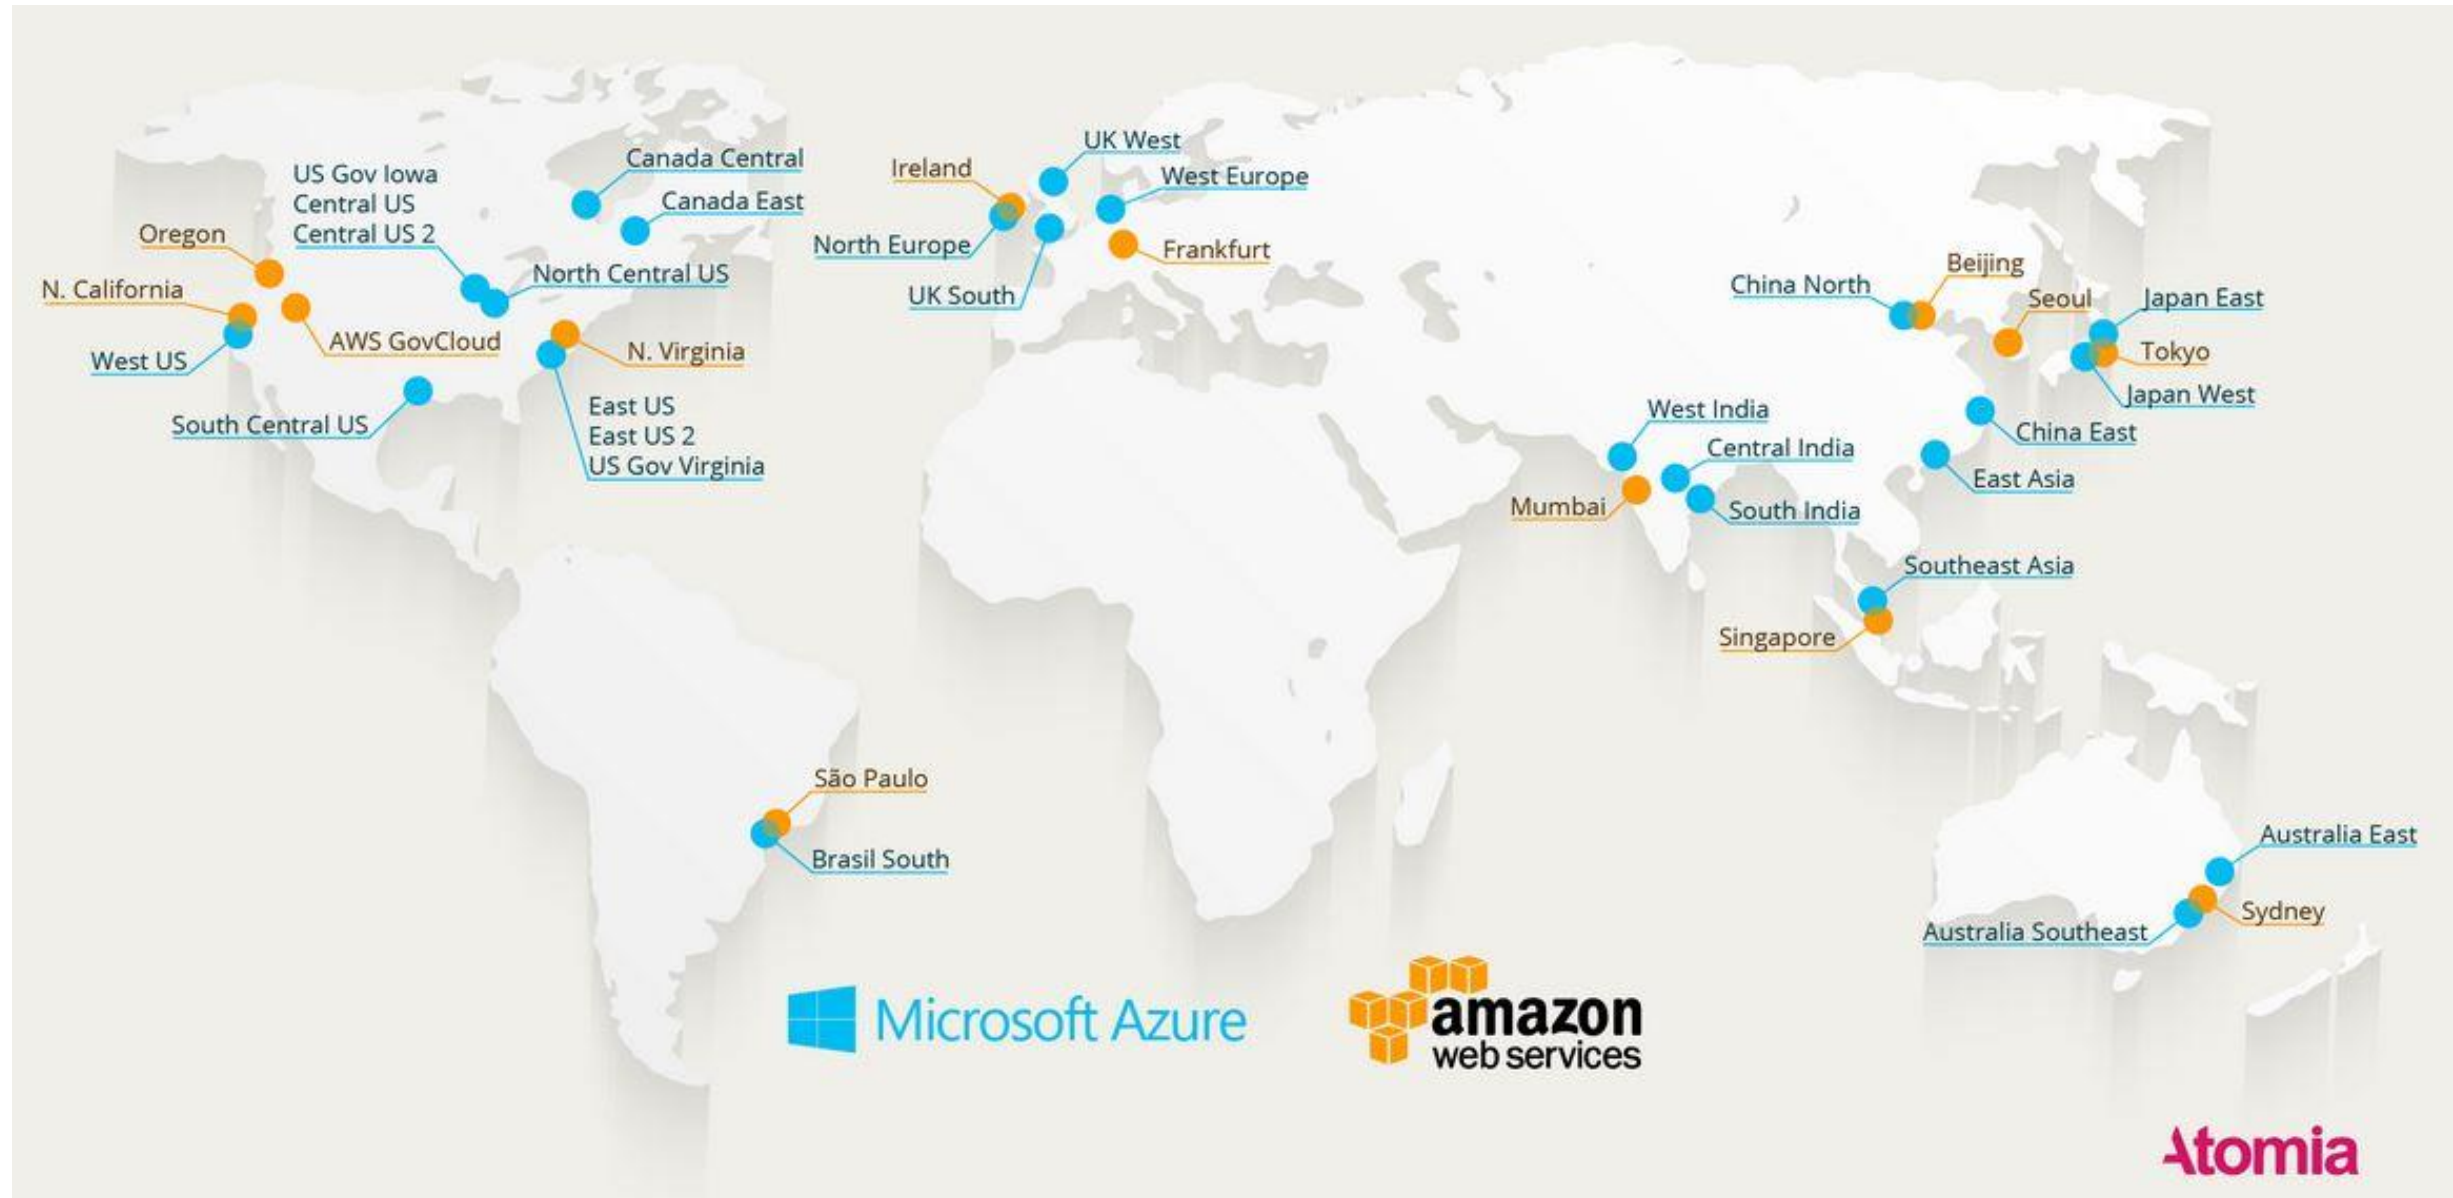 Canada Central
US Gov Iowa
Central US
Central US 2
Canada East
Oregon
North Central US
N. California
AWS GovCloud
West US
N. Virginia
South Central US
East US
East US 2
US Gov Virginia
São Paulo
Brasil South
UK West
Ireland
West Europe
North Europe
Frankfurt
UK South
Beijing
China North
Seoul
Japan East
Tokyo
Japan West
West India
China East
Central India
East Asia
Mumbai
South India
Southeast Asia
Singapore
Australia East
Sydney
Australia Southeast
Microsoft Azure
amazon
web services
Atomia